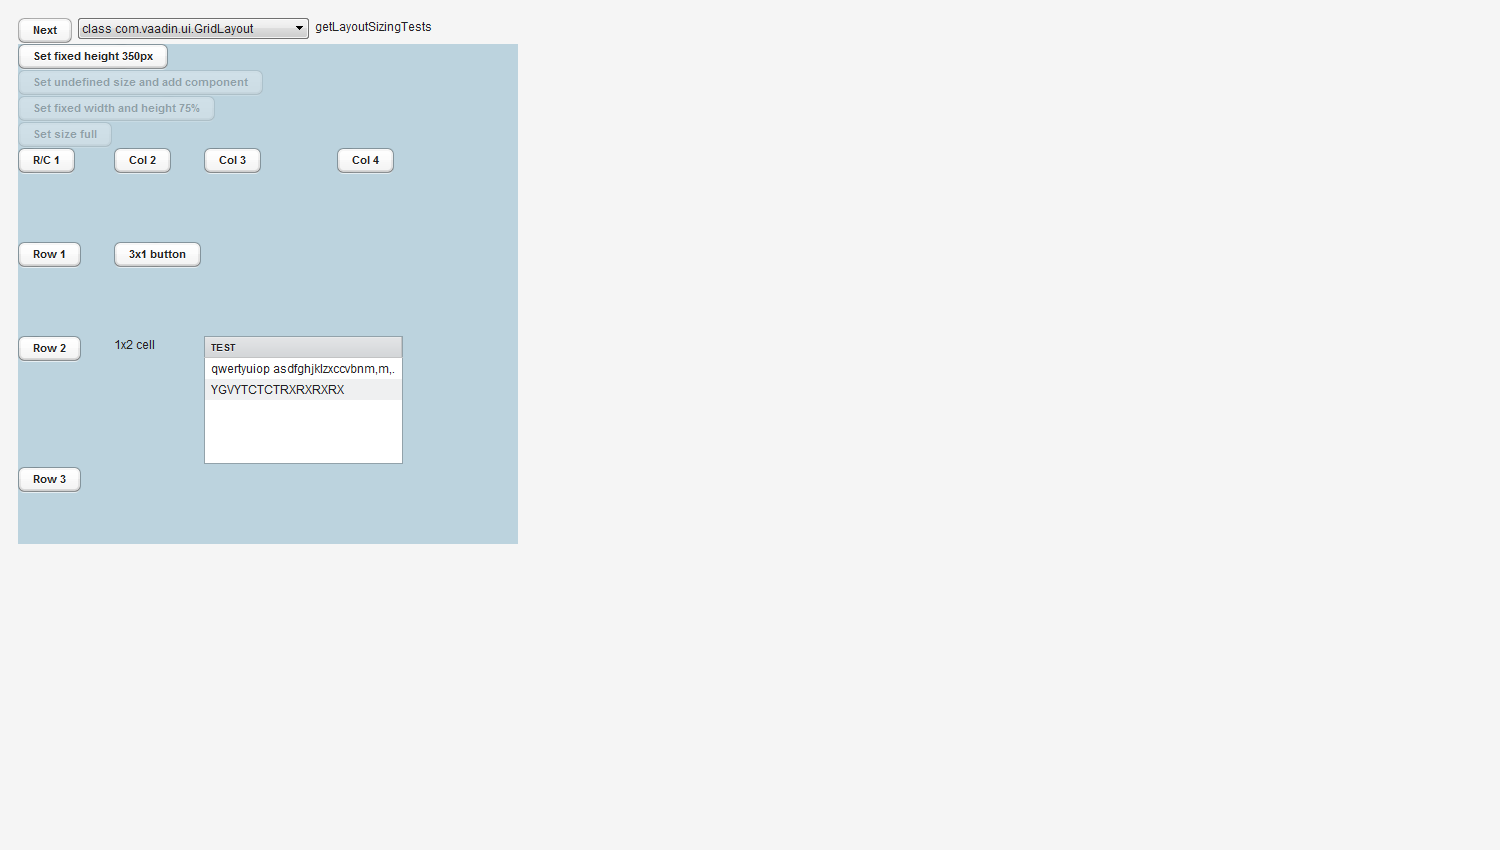 Next class com.vaadin.ui.GridLayout getLayoutSizingTests
Set fixed height 350px
Set undefined size and add component
Set fixed width and height 75%
Set size full
R/C 1 Col 2 Col 3 Col 4
Row 1 3x1 button
Row 2 1x2 cell TEST
qwertyuiop asdfghjklzxccvbnm,m,.
YGVYTCTCTRXRXRXRX
Row 3